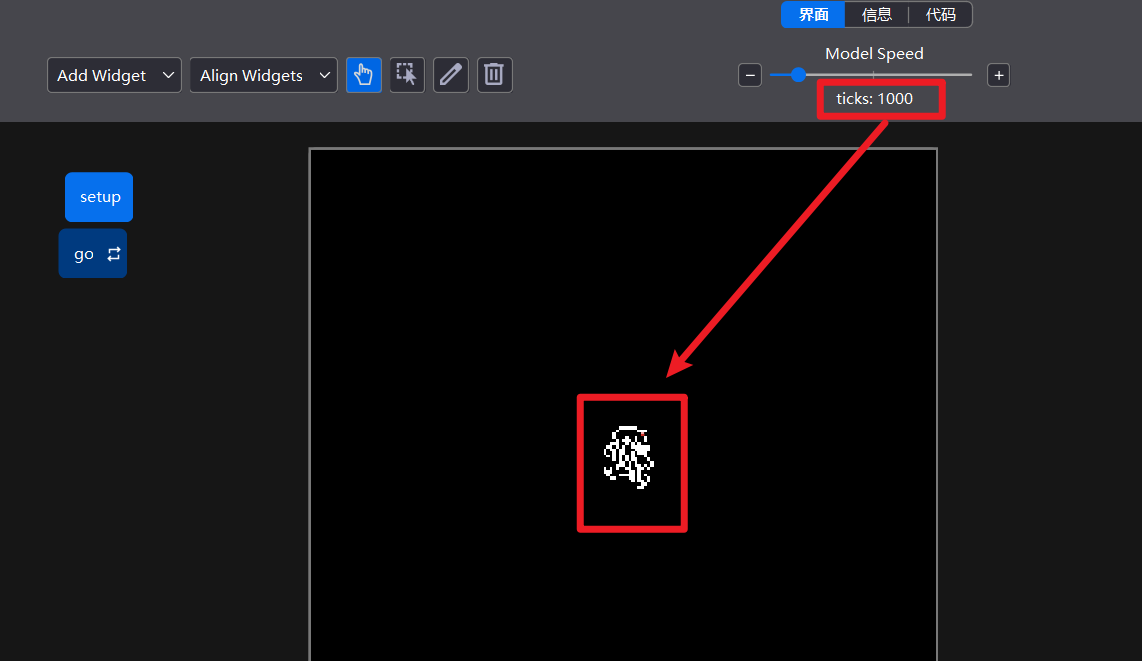 界面 信息 代码
Model Speed
Add Widget Align Widgets
ticks: 1000
setup
go